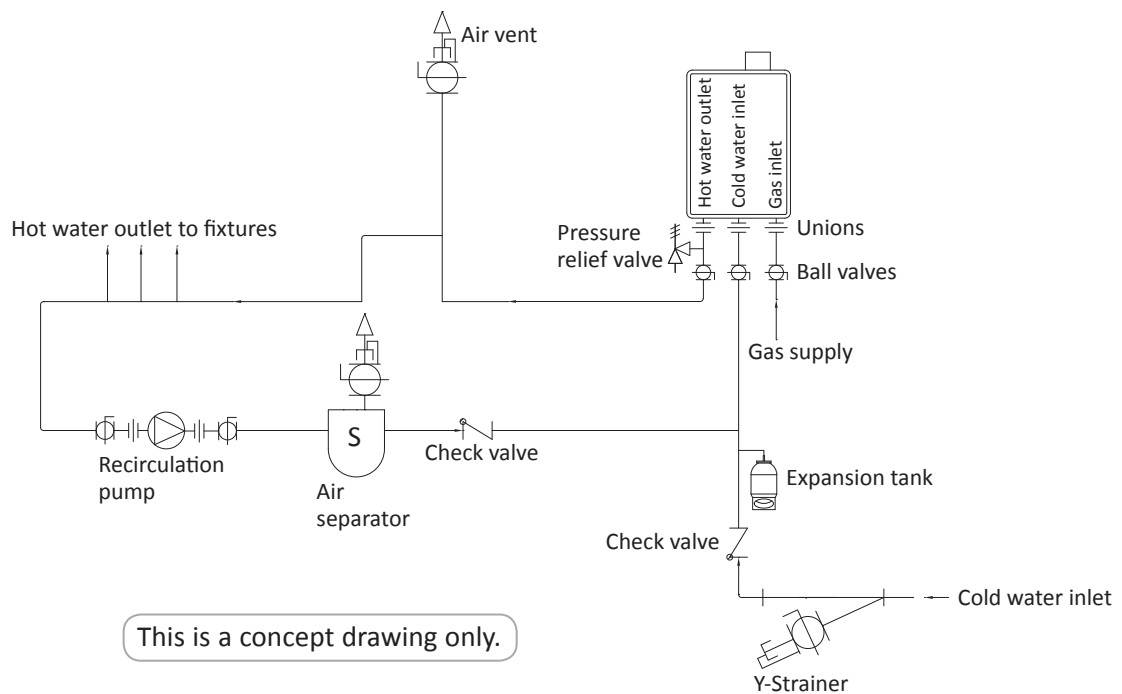 Air vent
Hot water outlet
Cold water inlet
Gas inlet
Hot water outlet to fixtures
Pressure
relief valve
Unions
Ball valves
Gas supply
S
Recirculation
pump
Air
separator
Check valve
Expansion tank
Check valve
Cold water inlet
This is a concept drawing only.
Y-Strainer